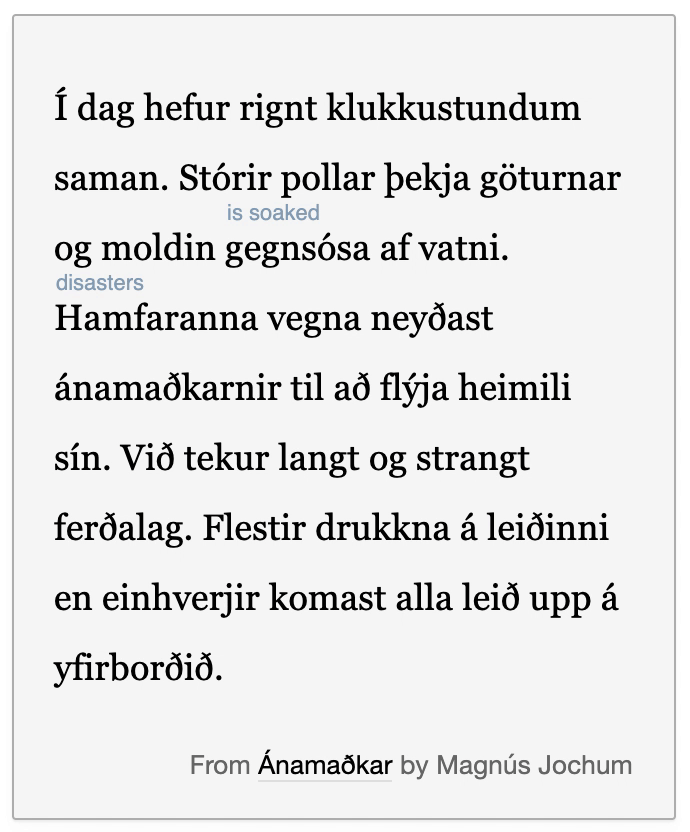 Í dag hefur rignt klukkustundum
saman. Stórir pollar þekja göturnar
is soaked
og moldin gegnsósa af vatni.
disasters
Hamfaranna vegna neyðast
ánamaðkarnir til að flýja heimili
sín. Við tekur langt og strangt
ferðalag. Flestir drukkna á leiðinni
en einhverjir komast alla leið upp á
yfirborðið.
From Ánamaðkar by Magnús Jochum